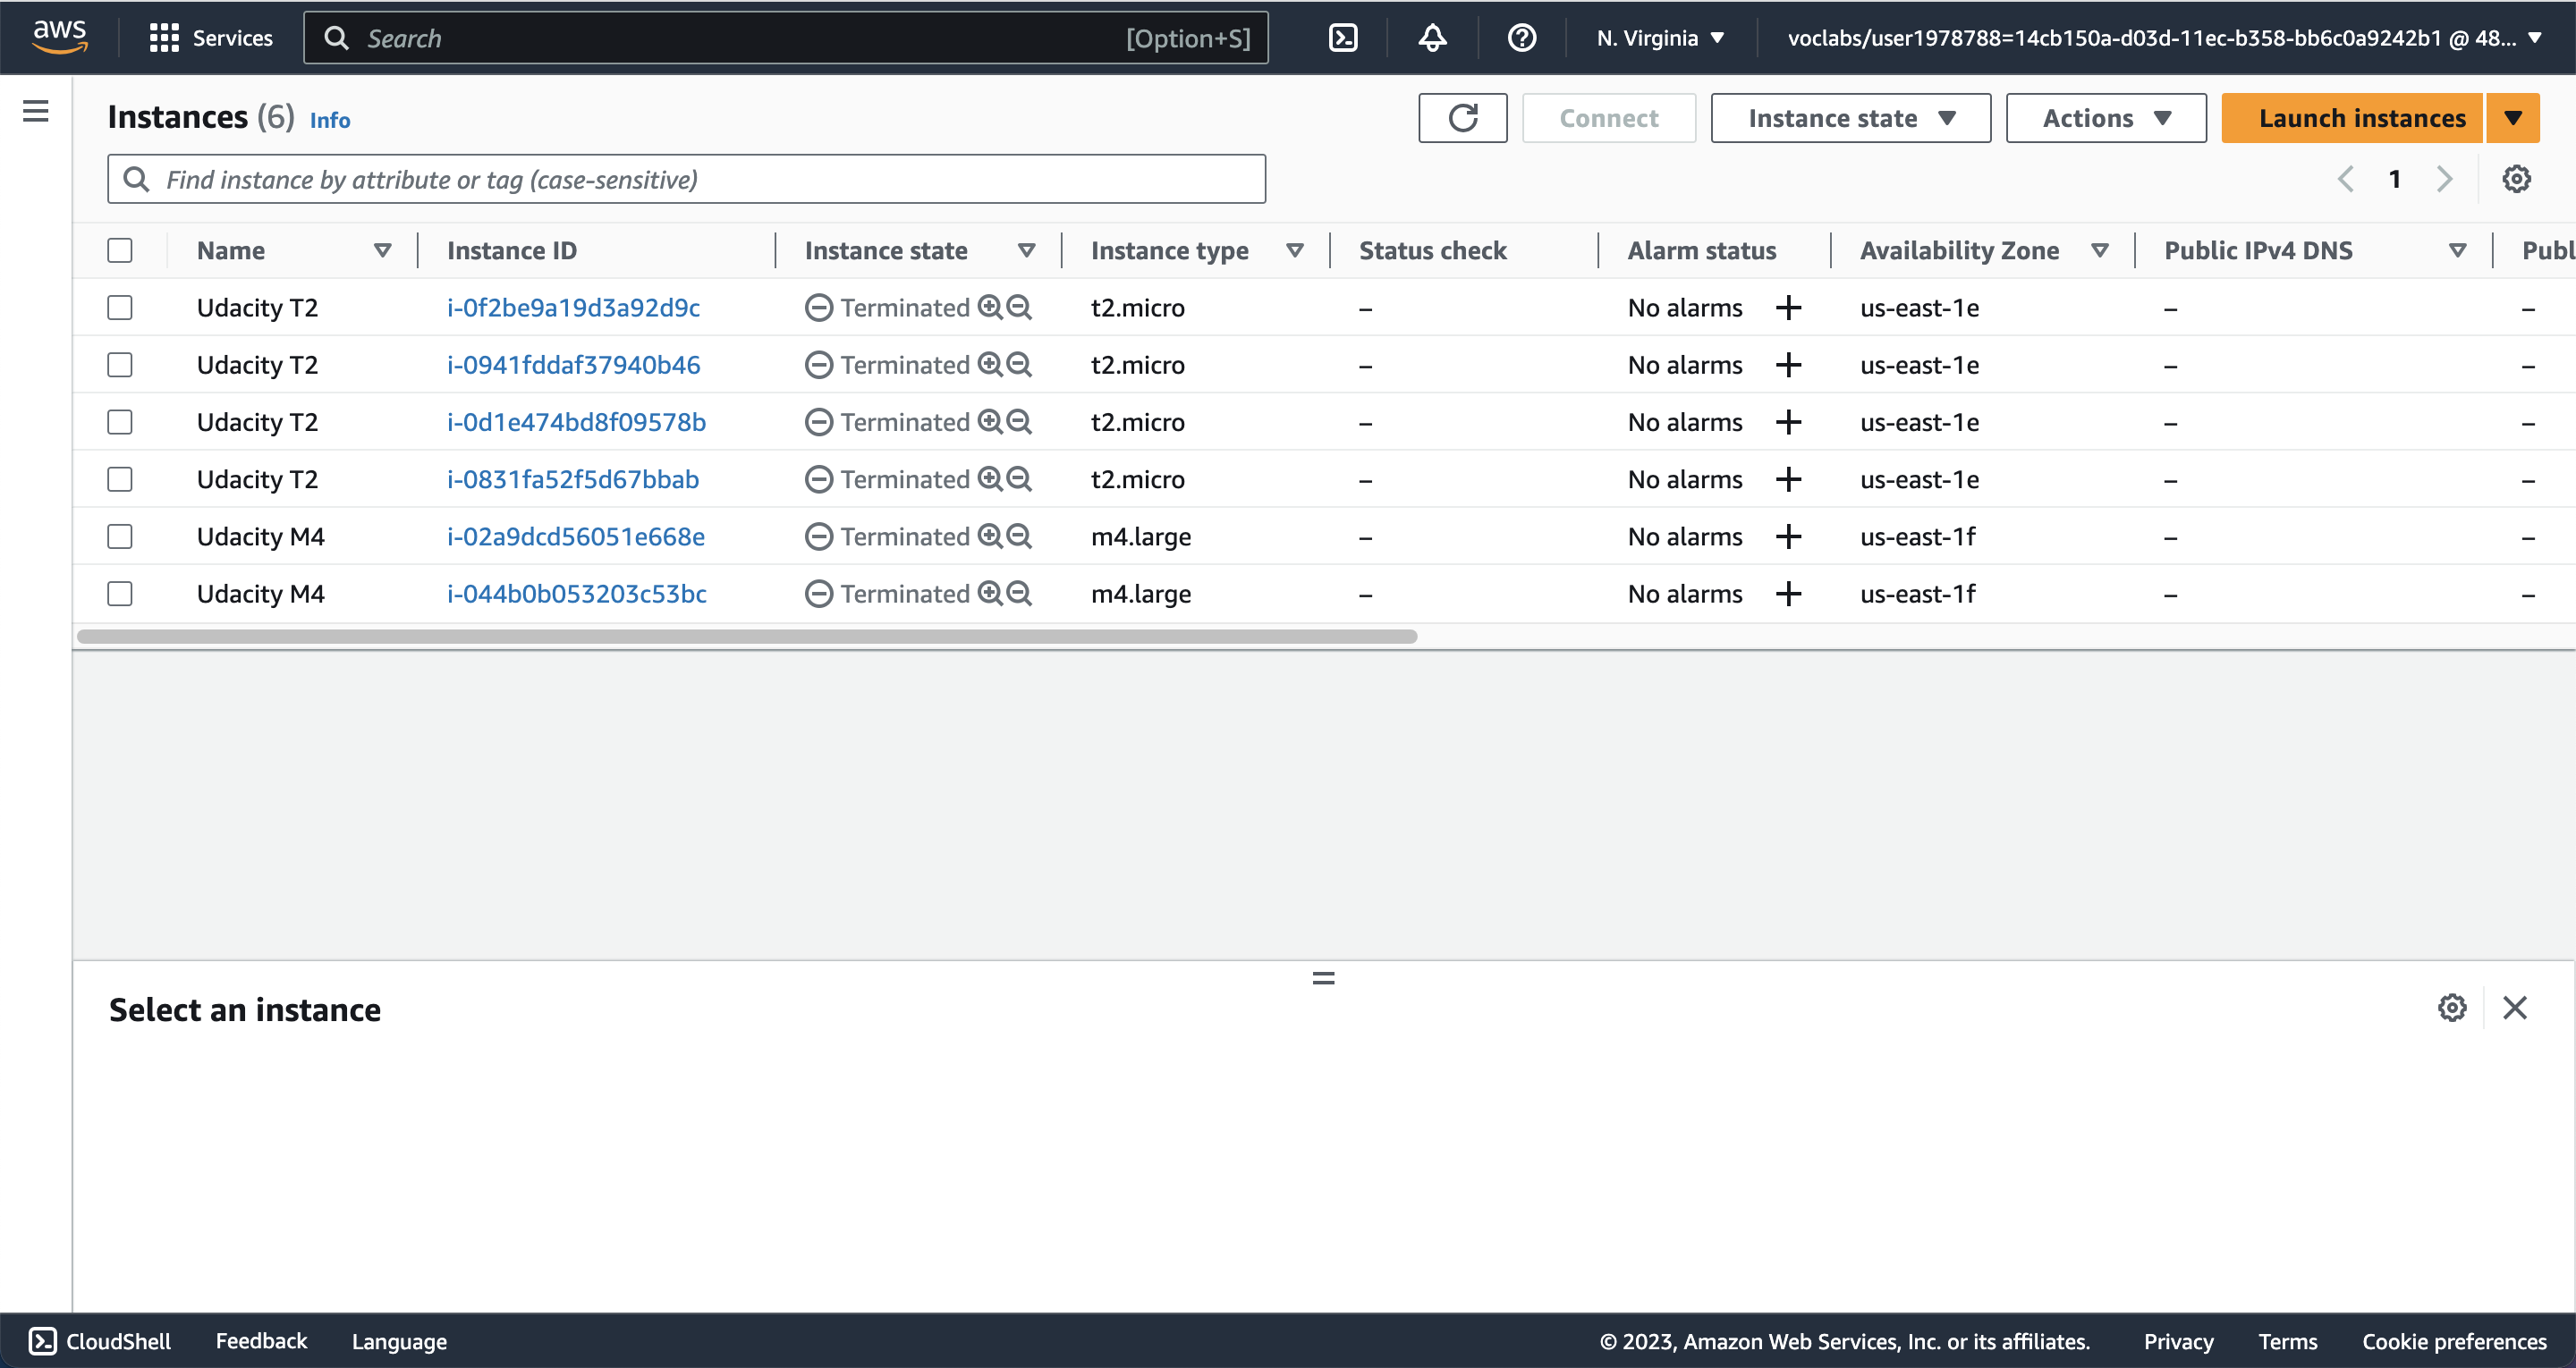 aws Services Search [Option+S] N. Virginia voclabs/user1978788=14cb150a-d03d-11ec-b358-bb6c0a9242b1 @ 48...
Instances (6) Info Connect Instance state Actions Launch instances
Find instance by attribute or tag (case-sensitive) 1
Name Instance ID Instance state Instance type Status check Alarm status Availability Zone Public IPv4 DNS Publ
Udacity T2 i-0f2be9a19d3a92d9c Terminated t2.micro – No alarms + us-east-1e – –
Udacity T2 i-0941fddaf37940b46 Terminated t2.micro – No alarms + us-east-1e – –
Udacity T2 i-0d1e474bd8f09578b Terminated t2.micro – No alarms + us-east-1e – –
Udacity T2 i-0831fa52f5d67bbab Terminated t2.micro – No alarms + us-east-1e – –
Udacity M4 i-02a9dcd56051e668e Terminated m4.large – No alarms + us-east-1f – –
Udacity M4 i-044b0b053203c53bc Terminated m4.large – No alarms + us-east-1f – –
Select an instance
CloudShell Feedback Language © 2023, Amazon Web Services, Inc. or its affiliates. Privacy Terms Cookie preferences